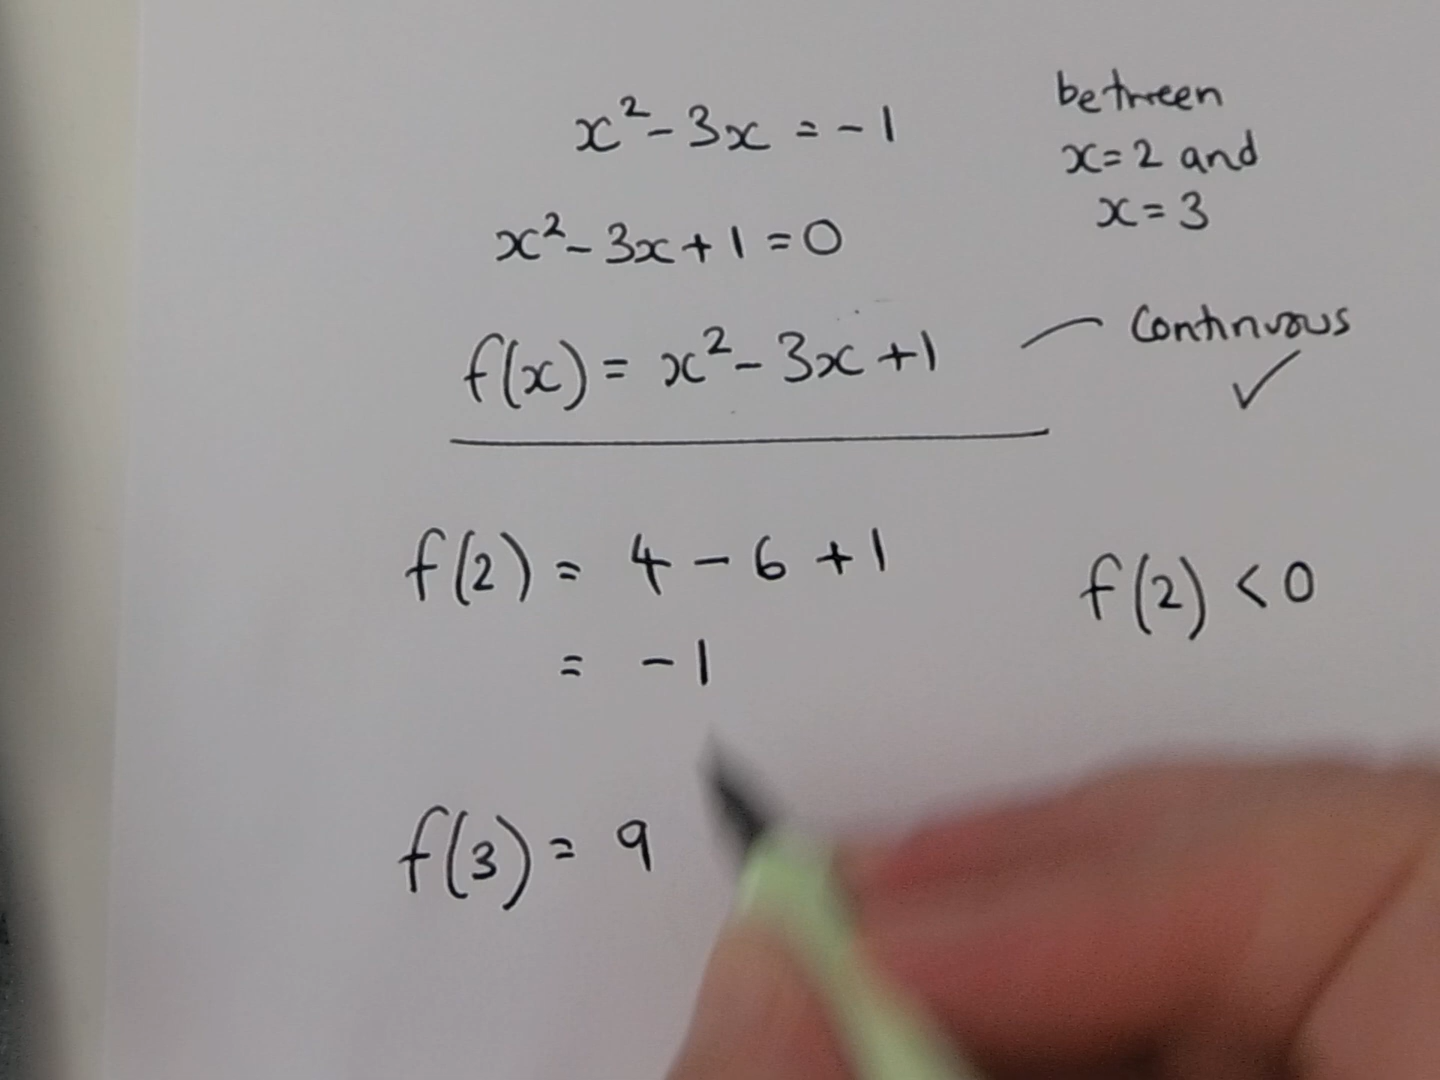 x² - 3x = -1
x² - 3x + 1 = 0
f(x) = x² - 3x + 1
between
x = 2 and
x = 3
continuous
✓
f(2) = 4 - 6 + 1
= -1
f(2) < 0
f(3) = 9